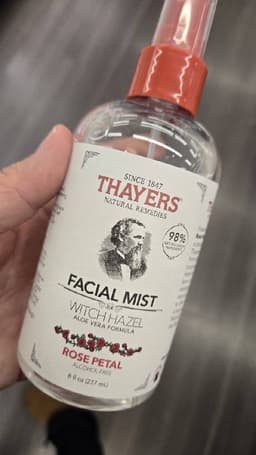 SINCE 1847
THAYERS
NATURAL REMEDIES
98%
FACIAL MIST
WITCH HAZEL
ALOE VERA FORMULA
ROSE PETAL
ALCOHOL-FREE
8 fl oz (237 mL)